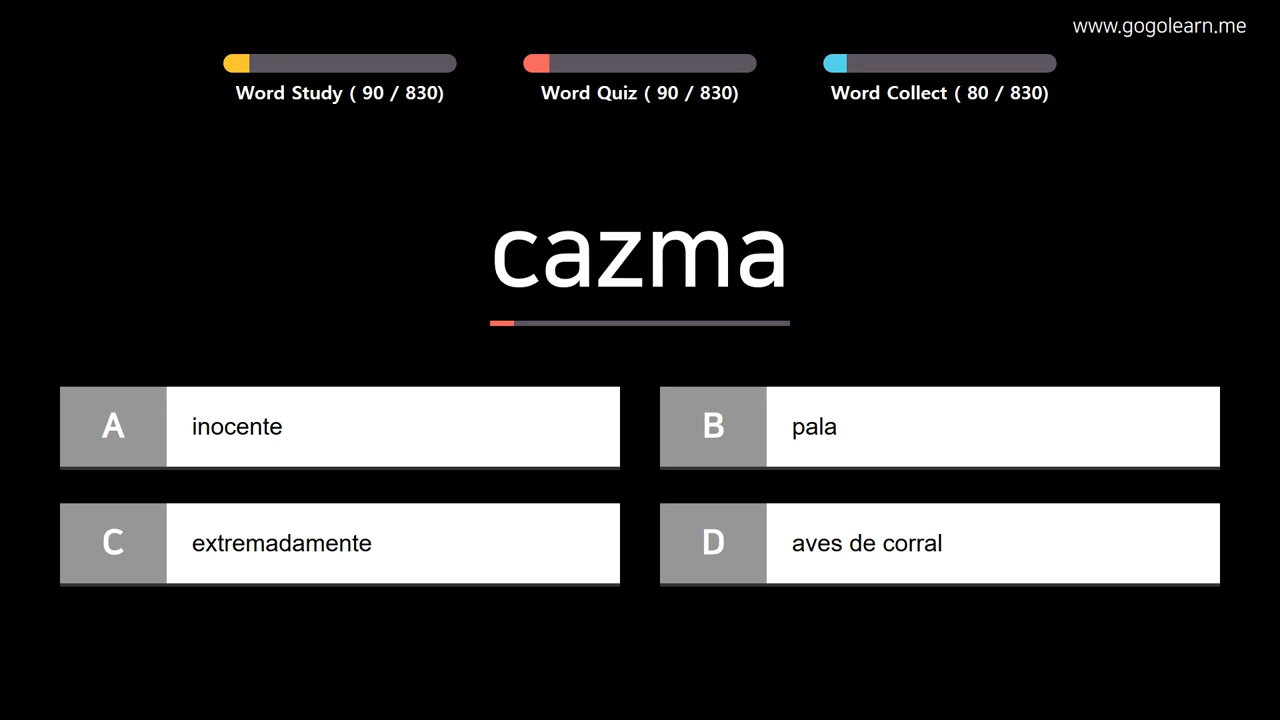 www.gogolearn.me
Word Study ( 90 / 830)
Word Quiz ( 90 / 830)
Word Collect ( 80 / 830)
cazma
A inocente
B pala
C extremadamente
D aves de corral